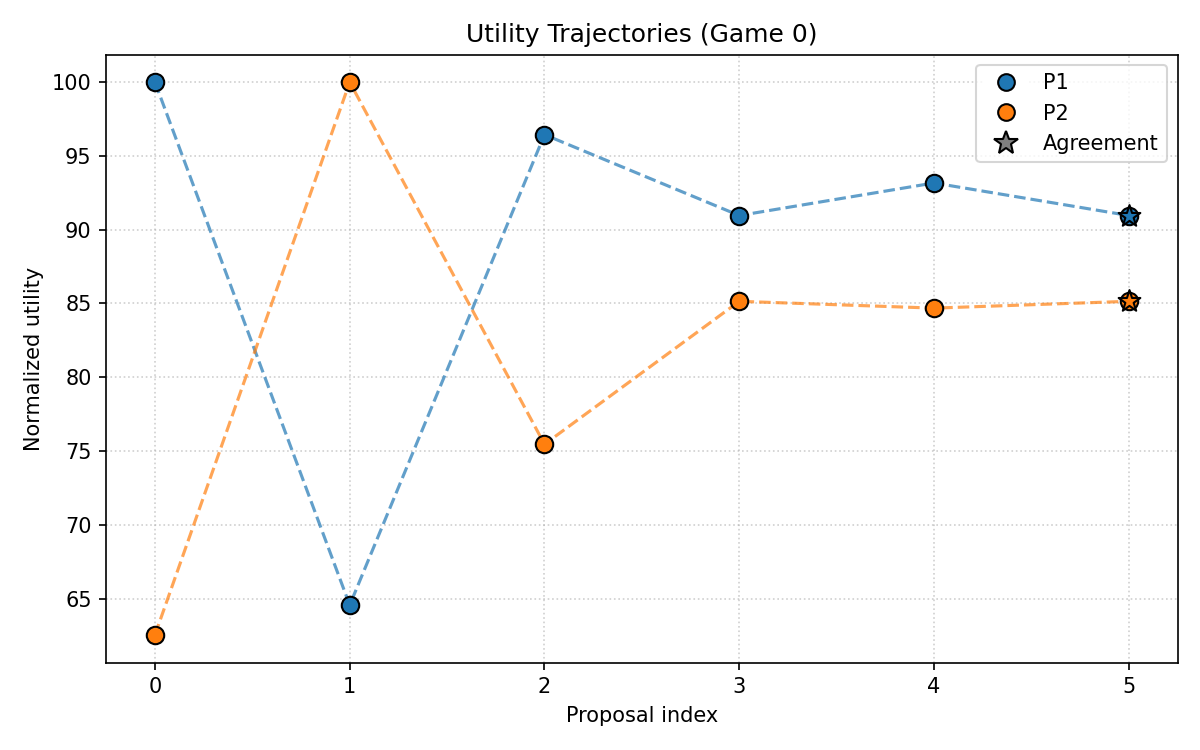 Utility Trajectories (Game 0)
P1
P2
Agreement
Normalized utility
100
95
90
85
80
75
70
65
0 1 2 3 4 5
Proposal index